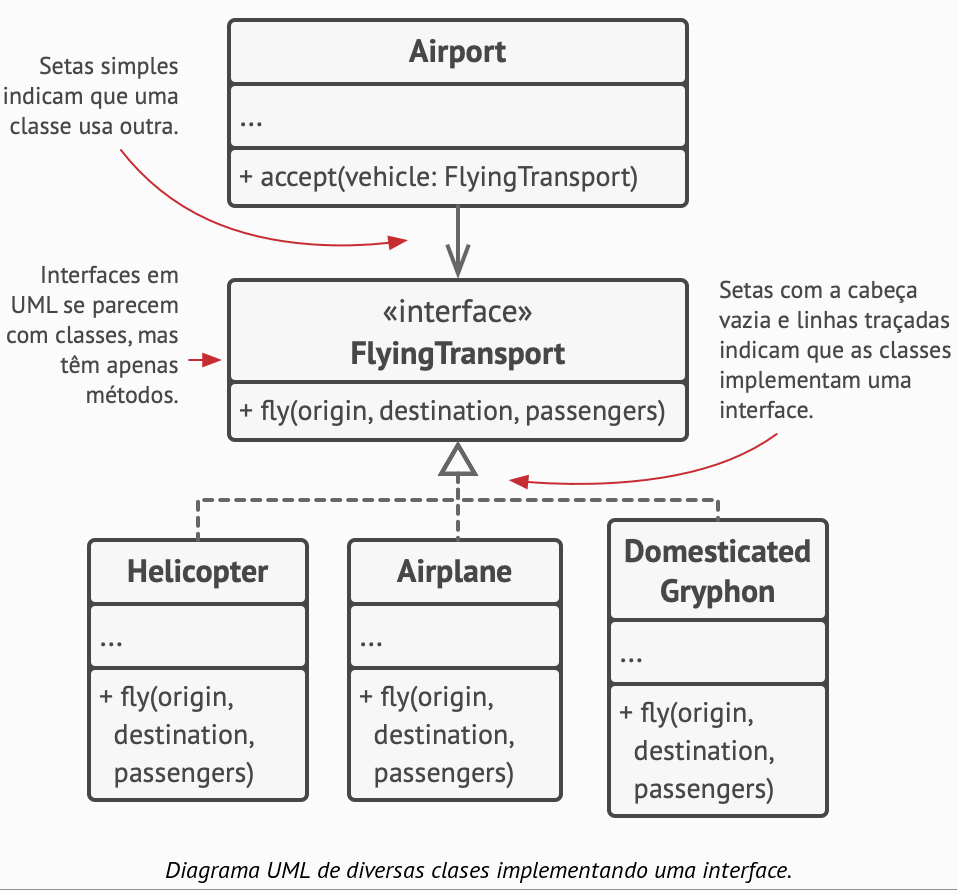 Airport
...
+ accept(vehicle: FlyingTransport)
Setas simples
indicam que uma
classe usa outra.
Interfaces em
UML se parecem
com classes, mas
têm apenas
métodos.
«interface»
FlyingTransport
+ fly(origin, destination, passengers)
Setas com a cabeça
vazia e linhas traçadas
indicam que as classes
implementam uma
interface.
Helicopter
...
+ fly(origin,
destination,
passengers)
Airplane
...
+ fly(origin,
destination,
passengers)
Domesticated
Gryphon
...
+ fly(origin,
destination,
passengers)
Diagrama UML de diversas clases implementando uma interface.